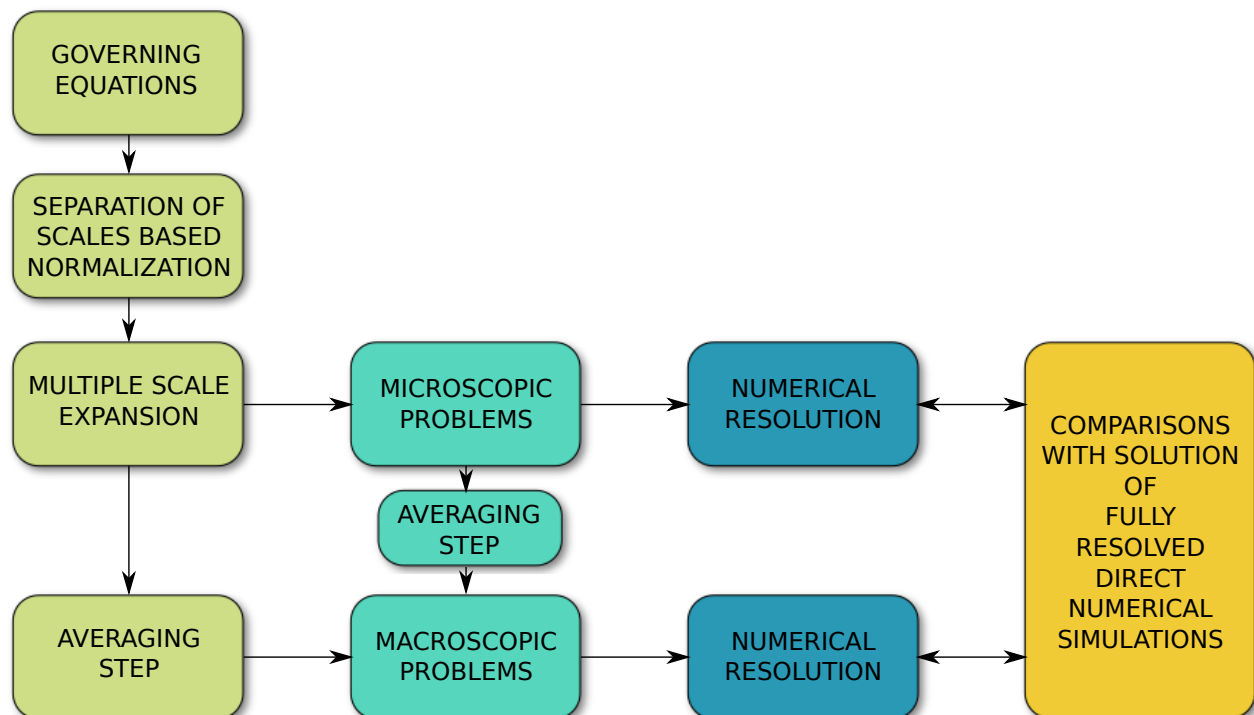 GOVERNING
EQUATIONS
SEPARATION OF
SCALES BASED
NORMALIZATION
MULTIPLE SCALE
EXPANSION
MICROSCOPIC
PROBLEMS
NUMERICAL
RESOLUTION
COMPARISONS
WITH SOLUTION
OF
FULLY
RESOLVED
DIRECT
NUMERICAL
SIMULATIONS
AVERAGING
STEP
AVERAGING
STEP
MACROSCOPIC
PROBLEMS
NUMERICAL
RESOLUTION